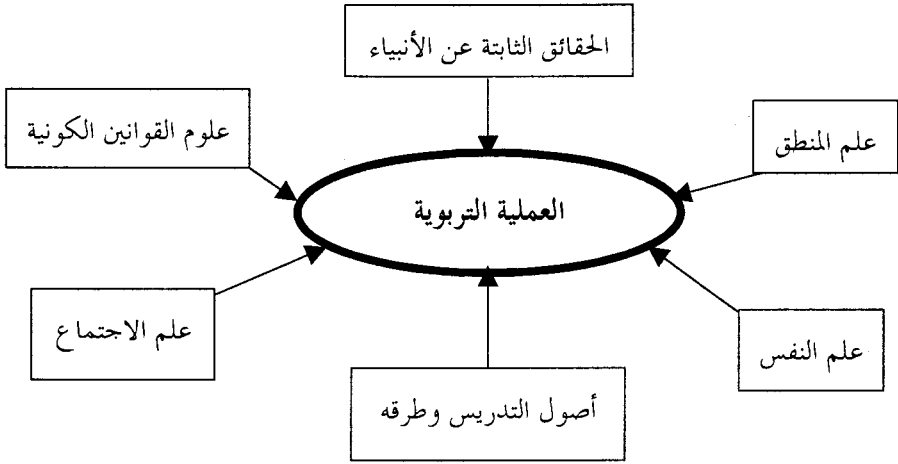 الحقائق الثابتة عن الأنبياء
علم المنطق
علوم القوانين الكونية
العملية التربوية
علم النفس
علم الاجتماع
أصول التدريس وطرقه